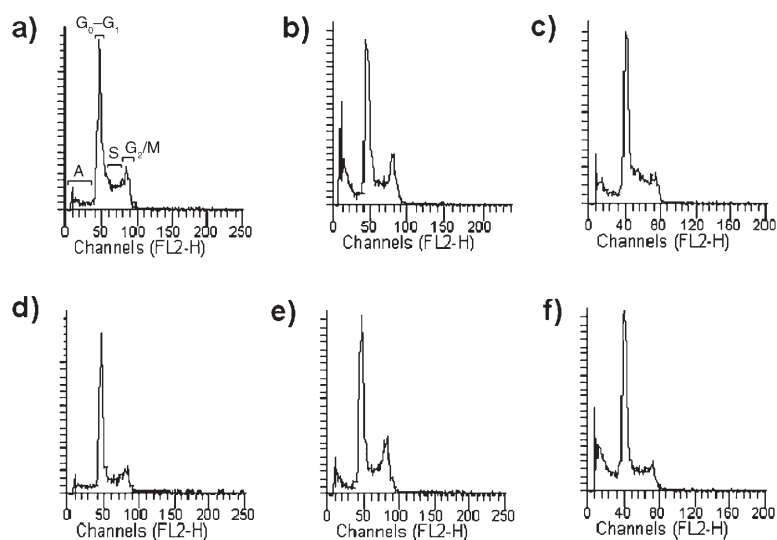 a)
G₀–G₁
A
S
G₂/M
0 50 100 150 200 250
Channels (FL2-H)
b)
0 50 100 150 200
Channels (FL2-H)
c)
0 40 80 120 160 200
Channels (FL2-H)
d)
0 50 100 150 200 250
Channels (FL2-H)
e)
0 50 100 150 200 250
Channels (FL2-H)
f)
0 40 80 120 160 200
Channels (FL2-H)